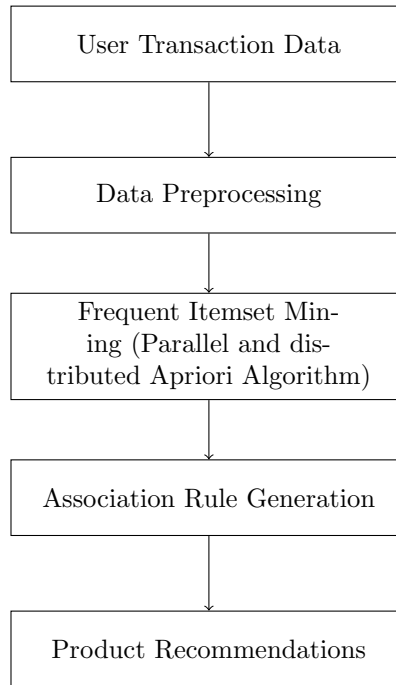 User Transaction Data
Data Preprocessing
Frequent Itemset Min-
ing (Parallel and dis-
tributed Apriori Algorithm)
Association Rule Generation
Product Recommendations